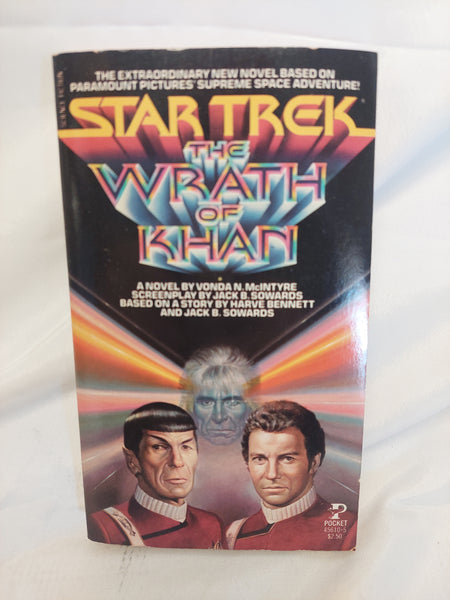 THE EXTRAORDINARY NEW NOVEL BASED ON
PARAMOUNT PICTURES' SUPREME SPACE ADVENTURE!
STAR TREK®
THE
WRATH
OF
KHAN
A NOVEL BY VONDA N. McINTYRE
SCREENPLAY BY JACK B. SOWARDS
BASED ON A STORY BY HARVE BENNETT
AND JACK B. SOWARDS
P
POCKET
45610-5
$2.50